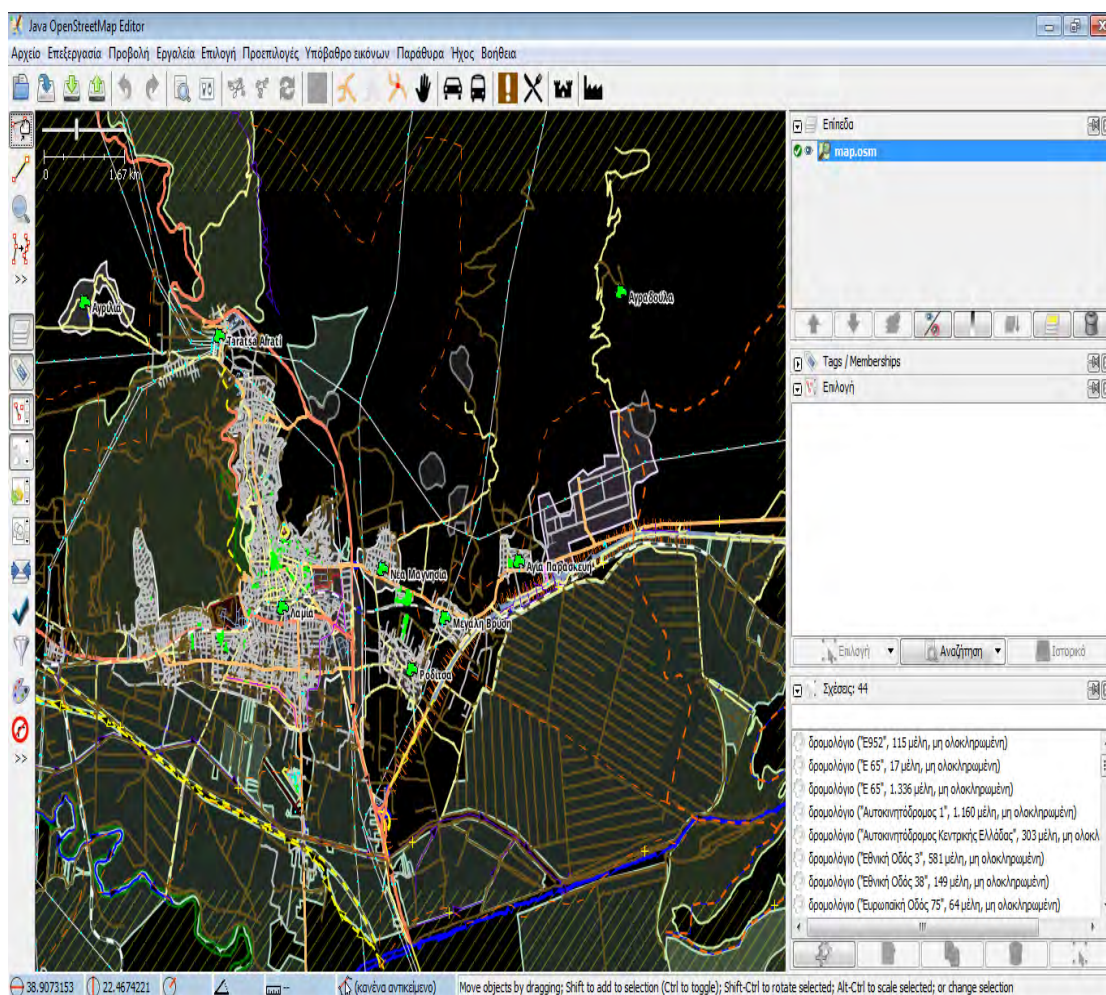 Java OpenStreetMap Editor
Αρχείο Επεξεργασία Προβολή Εργαλεία Επιλογή Προεπιλογές Υπόβαθρο εικόνων Παράθυρα Ήχος Βοήθεια
0 1.67 km
Αγριλιά
Taratsa Afrati
Αγραδούλα
Νέα Μαγνησία
Αγία Παρασκευή
Λαμία
Μεγάλη Βρύση
Ροδίτσα
>>
>>
Επίπεδα
map.osm
Tags / Memberships
Επιλογή
Επιλογή Αναζήτηση Ιστορικό
Σχέσεις: 44
δρομολόγιο ("E952", 115 μέλη, μη ολοκληρωμένη)
δρομολόγιο ("E 65", 17 μέλη, μη ολοκληρωμένη)
δρομολόγιο ("E 65", 1.336 μέλη, μη ολοκληρωμένη)
δρομολόγιο ("Αυτοκινητόδρομος 1", 1.160 μέλη, μη ολοκληρωμένη)
δρομολόγιο ("Αυτοκινητόδρομος Κεντρικής Ελλάδας", 303 μέλη, μη ολοκλ
δρομολόγιο ("Εθνική Οδός 3", 581 μέλη, μη ολοκληρωμένη)
δρομολόγιο ("Εθνική Οδός 38", 149 μέλη, μη ολοκληρωμένη)
δρομολόγιο ("Ευρωπαϊκή Οδός 75", 64 μέλη, μη ολοκληρωμένη)
38.9073153 22.4674221 -- (κανένα αντικείμενο) Move objects by dragging; Shift to add to selection (Ctrl to toggle); Shift-Ctrl to rotate selected; Alt-Ctrl to scale selected; or change selection